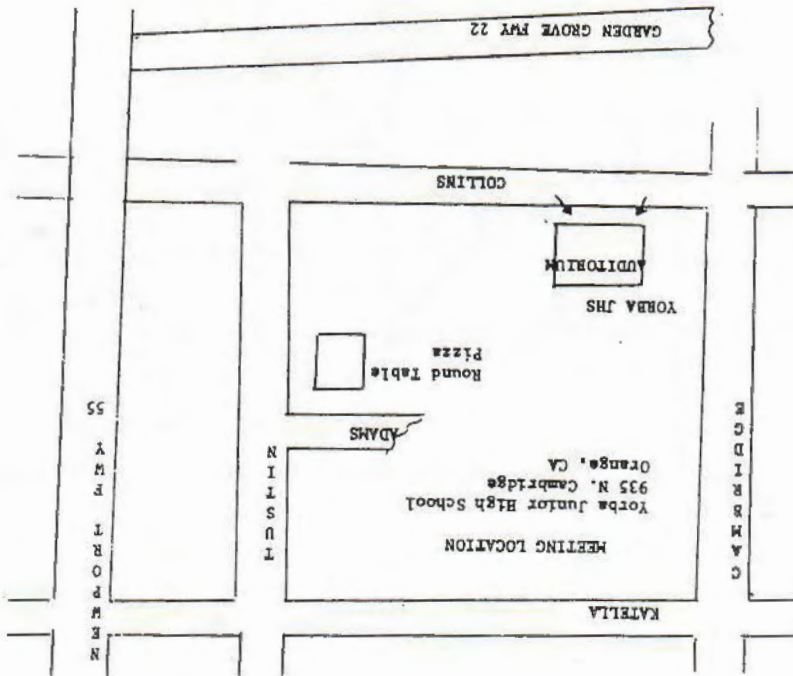 KATELLA
MEETING LOCATION
Yorba Junior High School
935 N. Cambridge
Orange, CA
ADAMS
Round Table
Pizza
YORBA JHS
AUDITORIUM
COLLINS
GARDEN GROVE FWY 22
CAMBRIDGE
TUSTIN
NEWPORT FWY 55